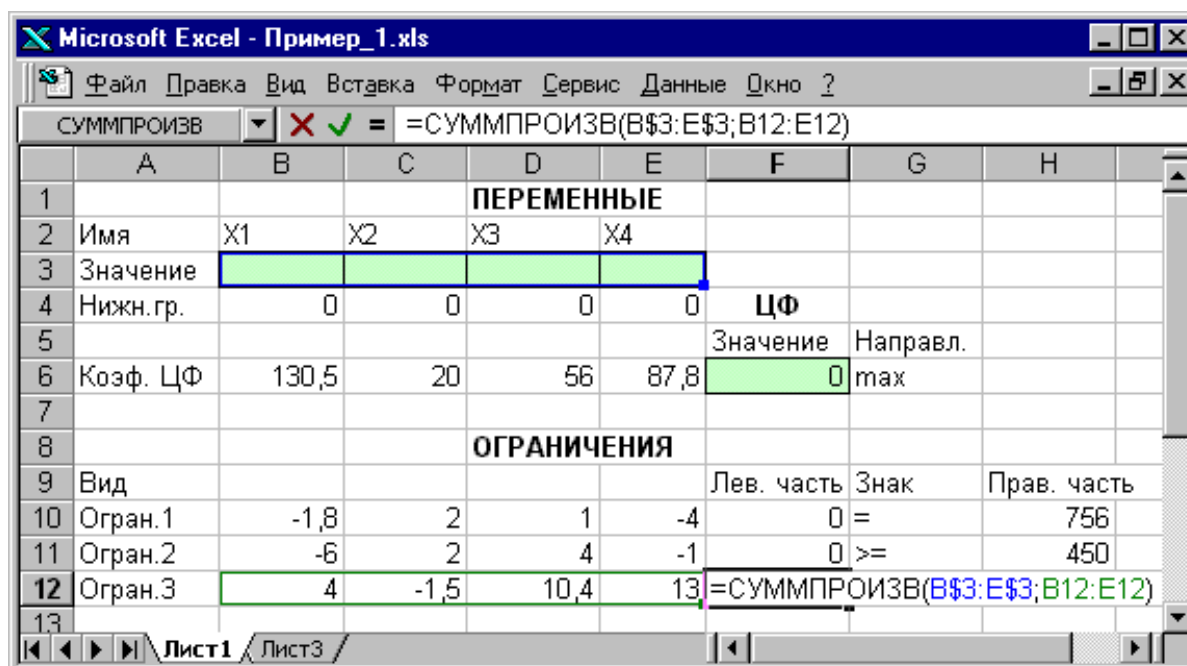 Microsoft Excel - Пример_1.xls
Файл Правка Вид Вставка Формат Сервис Данные Окно ?
СУММПРОИЗВ = =СУММПРОИЗВ(B$3:E$3;B12:E12)
A B C D E F G H
1 ПЕРЕМЕННЫЕ
2 Имя X1 X2 X3 X4
3 Значение
4 Нижн.гр. 0 0 0 0 ЦФ
5 Значение Направл.
6 Коэф. ЦФ 130,5 20 56 87,8 0 max
7
8 ОГРАНИЧЕНИЯ
9 Вид Лев. часть Знак Прав. часть
10 Огран.1 -1,8 2 1 -4 0 = 756
11 Огран.2 -6 2 4 -1 0 >= 450
12 Огран.3 4 -1,5 10,4 13 =СУММПРОИЗВ(B$3:E$3;B12:E12)
13
Лист1 Лист3